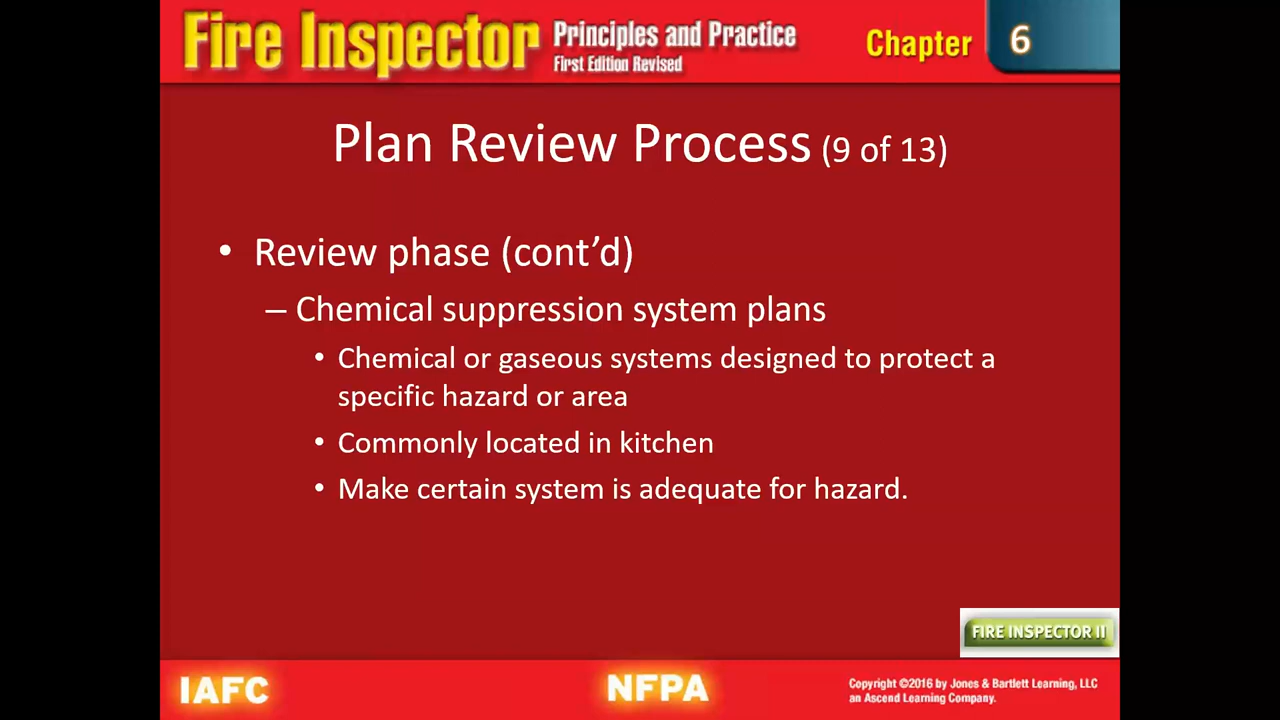 Fire Inspector Principles and Practice
First Edition Revised
Chapter 6
Plan Review Process (9 of 13)
• Review phase (cont’d)
– Chemical suppression system plans
• Chemical or gaseous systems designed to protect a
specific hazard or area
• Commonly located in kitchen
• Make certain system is adequate for hazard.
FIRE INSPECTOR II
IAFC
NFPA
Copyright ©2016 by Jones & Bartlett Learning, LLC
an Ascend Learning Company.